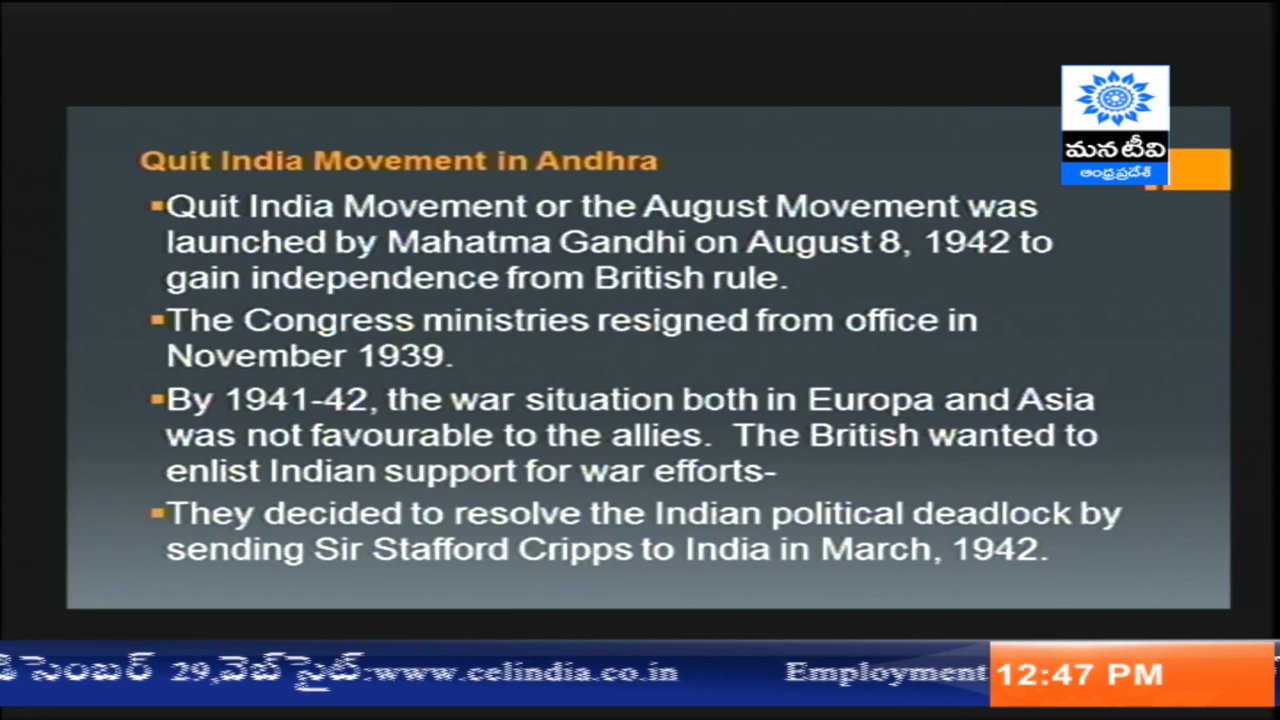 మన టీవి
ఆంధ్రప్రదేశ్
Quit India Movement in Andhra
▪Quit India Movement or the August Movement was
launched by Mahatma Gandhi on August 8, 1942 to
gain independence from British rule.
▪The Congress ministries resigned from office in
November 1939.
▪By 1941-42, the war situation both in Europa and Asia
was not favourable to the allies. The British wanted to
enlist Indian support for war efforts-
▪They decided to resolve the Indian political deadlock by
sending Sir Stafford Cripps to India in March, 1942.
సెంబర్ 29,వెబ్ సైట్:www.celindia.co.in Employment 12:47 PM